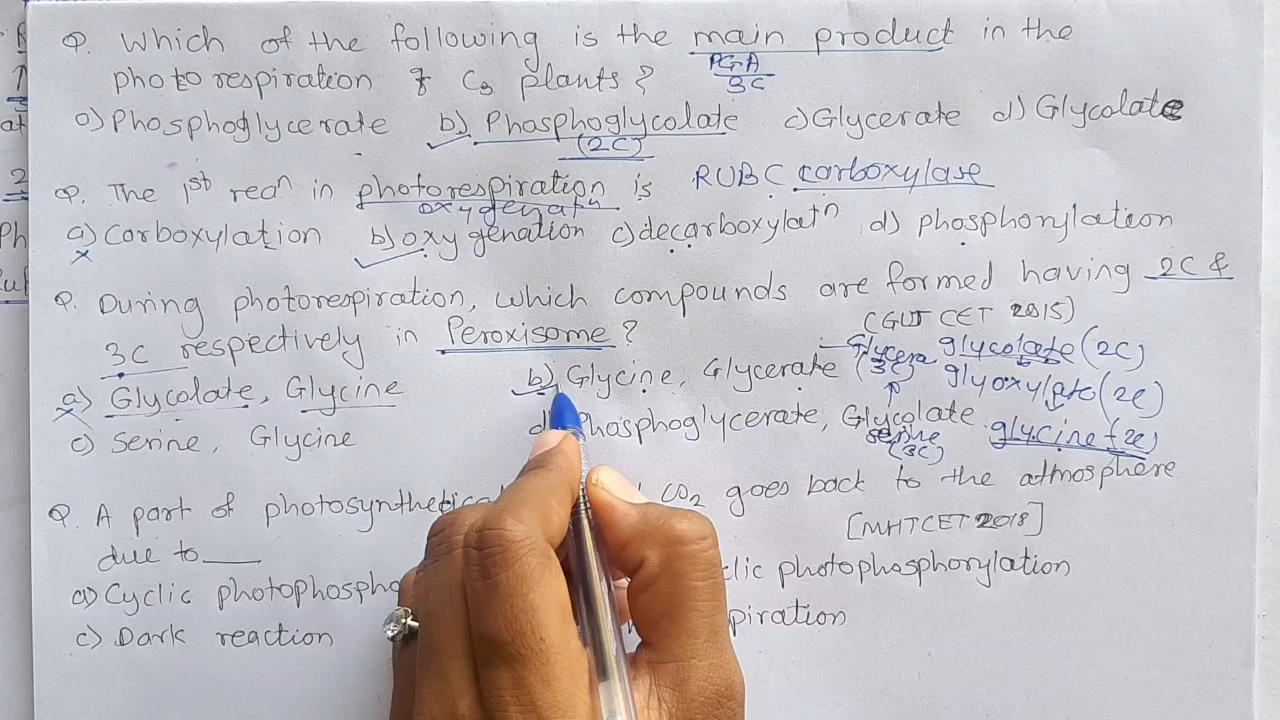 Q. Which of the following is the main product in the
photorespiration of C3 plants? PGA 3C
a) Phosphoglycerate b) Phosphoglycolate c) Glycerate d) Glycolate
(2C)
Q. The 1st rean in photorespiration is RUBC carboxylase
oxygenatn
a) Carboxylation b) oxygenation c) decarboxylatn d) phosphorylation
Q. During photorespiration, which compounds are formed having 2C &
3C respectively in Peroxisome? (GUJ CET 2015)
a) Glycolate, Glycine b) Glycine, Glycerate
c) Serine, Glycine d) Phosphoglycerate, Glycolate
Glycera (3C) glycolate (2C)
glyoxylate (2C)
serine (3C) glycine (2C)
Q. A part of CO2 goes back to the atmosphere
due to [MHTCET 2018]
a) Cyclic photophosphorylation
c) Dark reaction